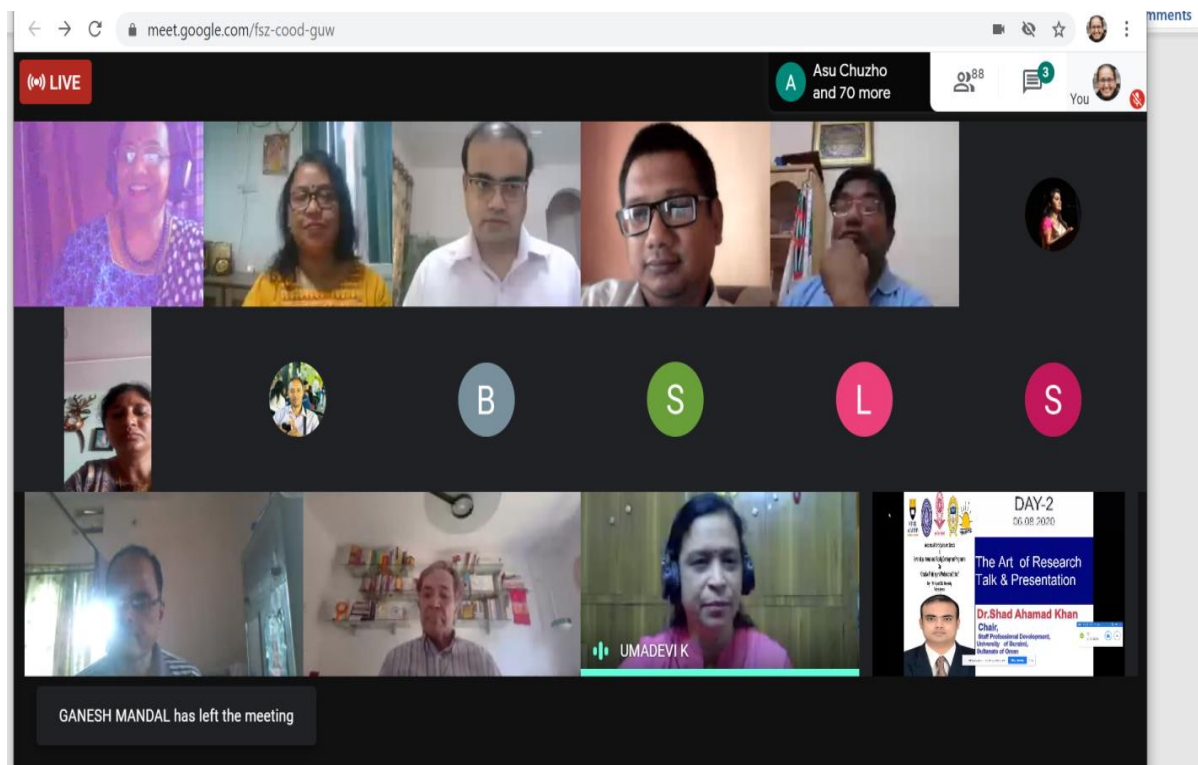 mments
meet.google.com/fsz-cood-guw
LIVE
A
Asu Chuzho
and 70 more
88
3
You
B
S
L
S
UMADEVI K
DAY-2
06.08.2020
The Art of Research
Talk & Presentation
Dr.Shad Ahamad Khan
Chair,
Staff Professional Development,
University of Buraimi,
Sultanate of Oman
GANESH MANDAL has left the meeting